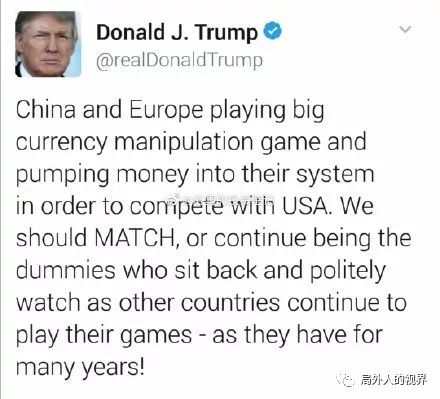 Donald J. Trump
@realDonaldTrump
China and Europe playing big
currency manipulation game and
pumping money into their system
in order to compete with USA. We
should MATCH, or continue being the
dummies who sit back and politely
watch as other countries continue to
play their games - as they have for
many years!
局外人的视界